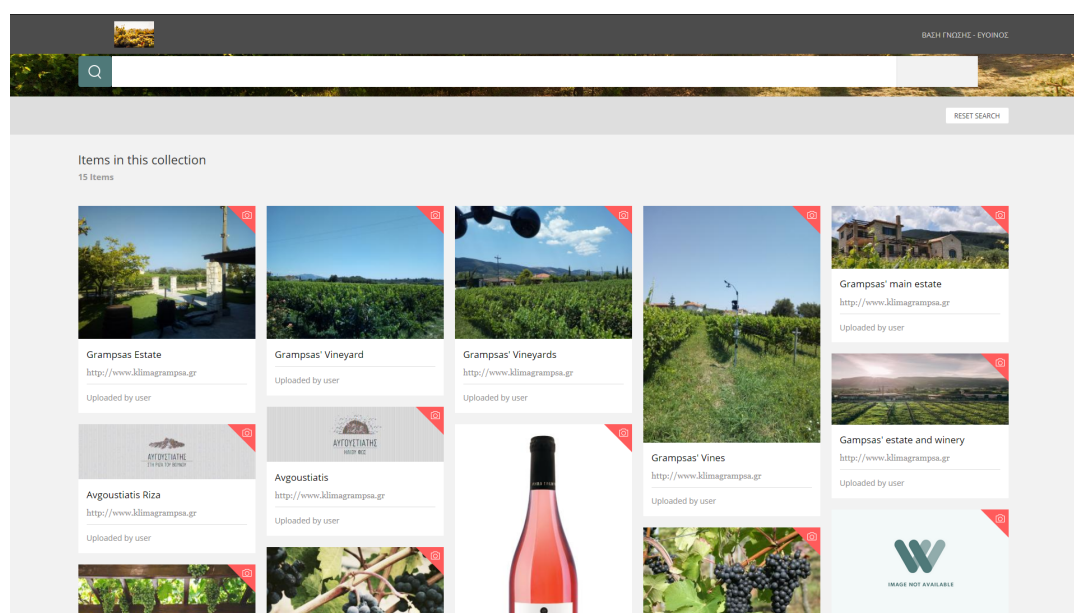 ΒΑΣΗ ΓΝΩΣΗΣ - ΕΥΟΙΝΟΣ
RESET SEARCH
Items in this collection
15 Items
Grampsas Estate
http://www.klimagrampsa.gr
Uploaded by user
Grampsas' Vineyard
Uploaded by user
Grampsas' Vineyards
http://www.klimagrampsa.gr
Uploaded by user
Grampsas' Vines
http://www.klimagrampsa.gr
Uploaded by user
Grampsas' main estate
http://www.klimagrampsa.gr
Uploaded by user
Gampsas' estate and winery
http://www.klimagrampsa.gr
Uploaded by user
ΑΥΓΟΥΣΤΙΑΤΗΣ
Avgoustiatis Riza
http://www.klimagrampsa.gr
Uploaded by user
ΑΥΓΟΥΣΤΙΑΤΗΣ
Avgoustiatis
http://www.klimagrampsa.gr
Uploaded by user
IMAGE NOT AVAILABLE